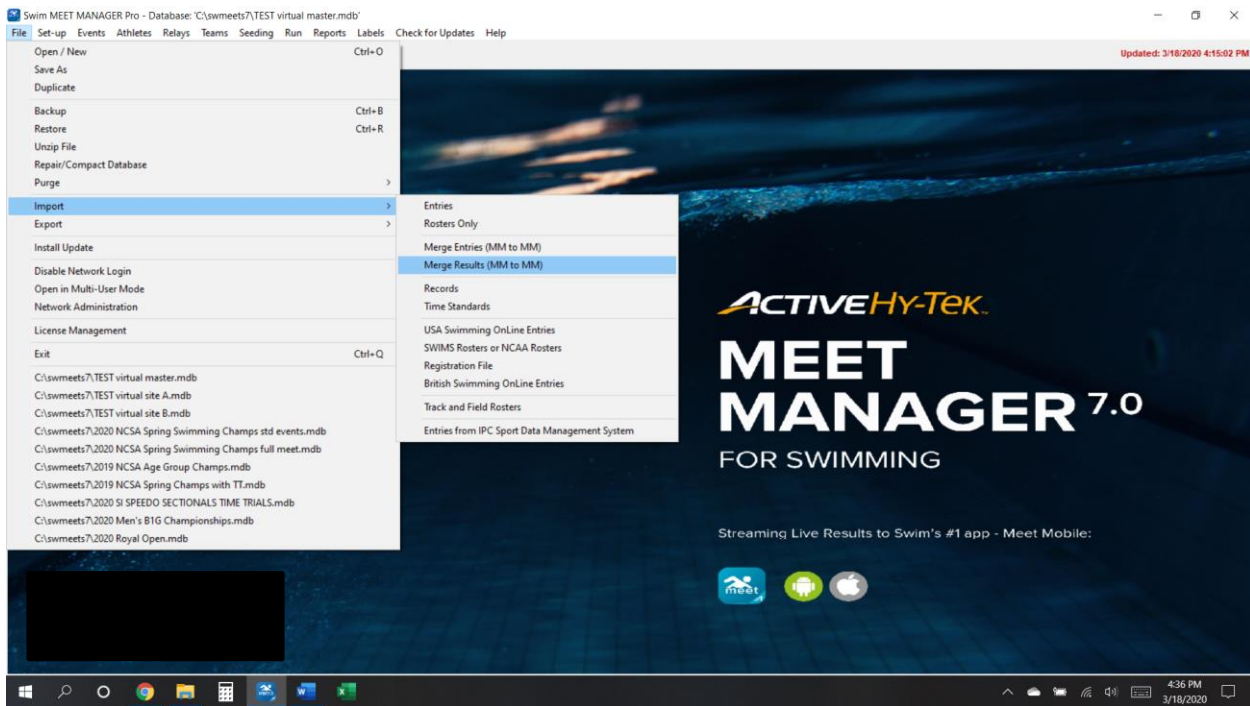 Swim MEET MANAGER Pro - Database: 'C:\swmeets7\TEST virtual master.mdb'
File Set-up Events Athletes Relays Teams Seeding Run Reports Labels Check for Updates Help
Updated: 3/18/2020 4:15:02 PM
Open / New Ctrl+O
Save As
Duplicate
Backup Ctrl+B
Restore Ctrl+R
Unzip File
Repair/Compact Database
Purge >
Import >
Export >
Install Update
Disable Network Login
Open in Multi-User Mode
Network Administration
License Management
Exit Ctrl+Q
C:\swmeets7\TEST virtual master.mdb
C:\swmeets7\TEST virtual site A.mdb
C:\swmeets7\TEST virtual site B.mdb
C:\swmeets7\2020 NCSA Spring Swimming Champs std events.mdb
C:\swmeets7\2020 NCSA Spring Swimming Champs full meet.mdb
C:\swmeets7\2019 NCSA Age Group Champs.mdb
C:\swmeets7\2019 NCSA Spring Champs with TT.mdb
C:\swmeets7\2020 SI SPEEDO SECTIONALS TIME TRIALS.mdb
C:\swmeets7\2020 Men's B1G Championships.mdb
C:\swmeets7\2020 Royal Open.mdb
Entries
Rosters Only
Merge Entries (MM to MM)
Merge Results (MM to MM)
Records
Time Standards
USA Swimming OnLine Entries
SWIMS Rosters or NCAA Rosters
Registration File
British Swimming OnLine Entries
Track and Field Rosters
Entries from IPC Sport Data Management System
ACTIVE HY-TEK™
MEET
MANAGER 7.0
FOR SWIMMING
Streaming Live Results to Swim's #1 app - Meet Mobile:
meet
4:36 PM
3/18/2020